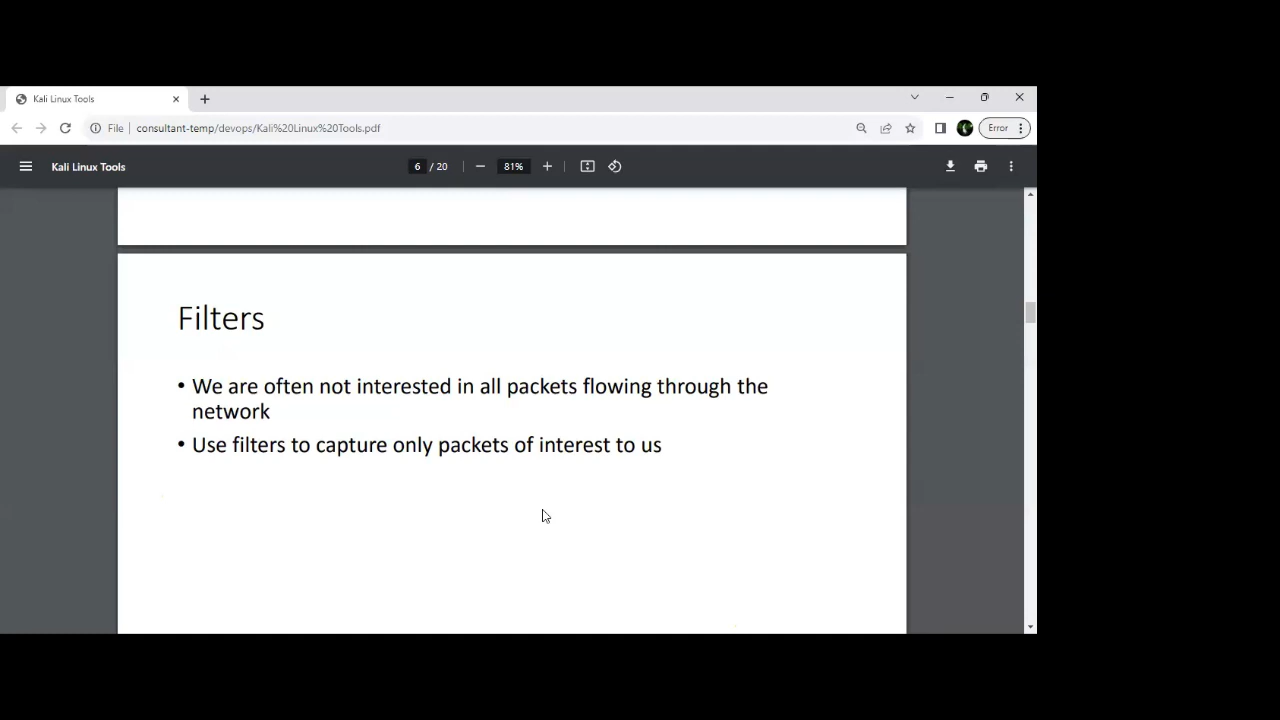 Kali Linux Tools
File consultant-temp/devops/Kali%20Linux%20Tools.pdf Error
Kali Linux Tools 6 / 20 81%
Filters
• We are often not interested in all packets flowing through the
network
• Use filters to capture only packets of interest to us